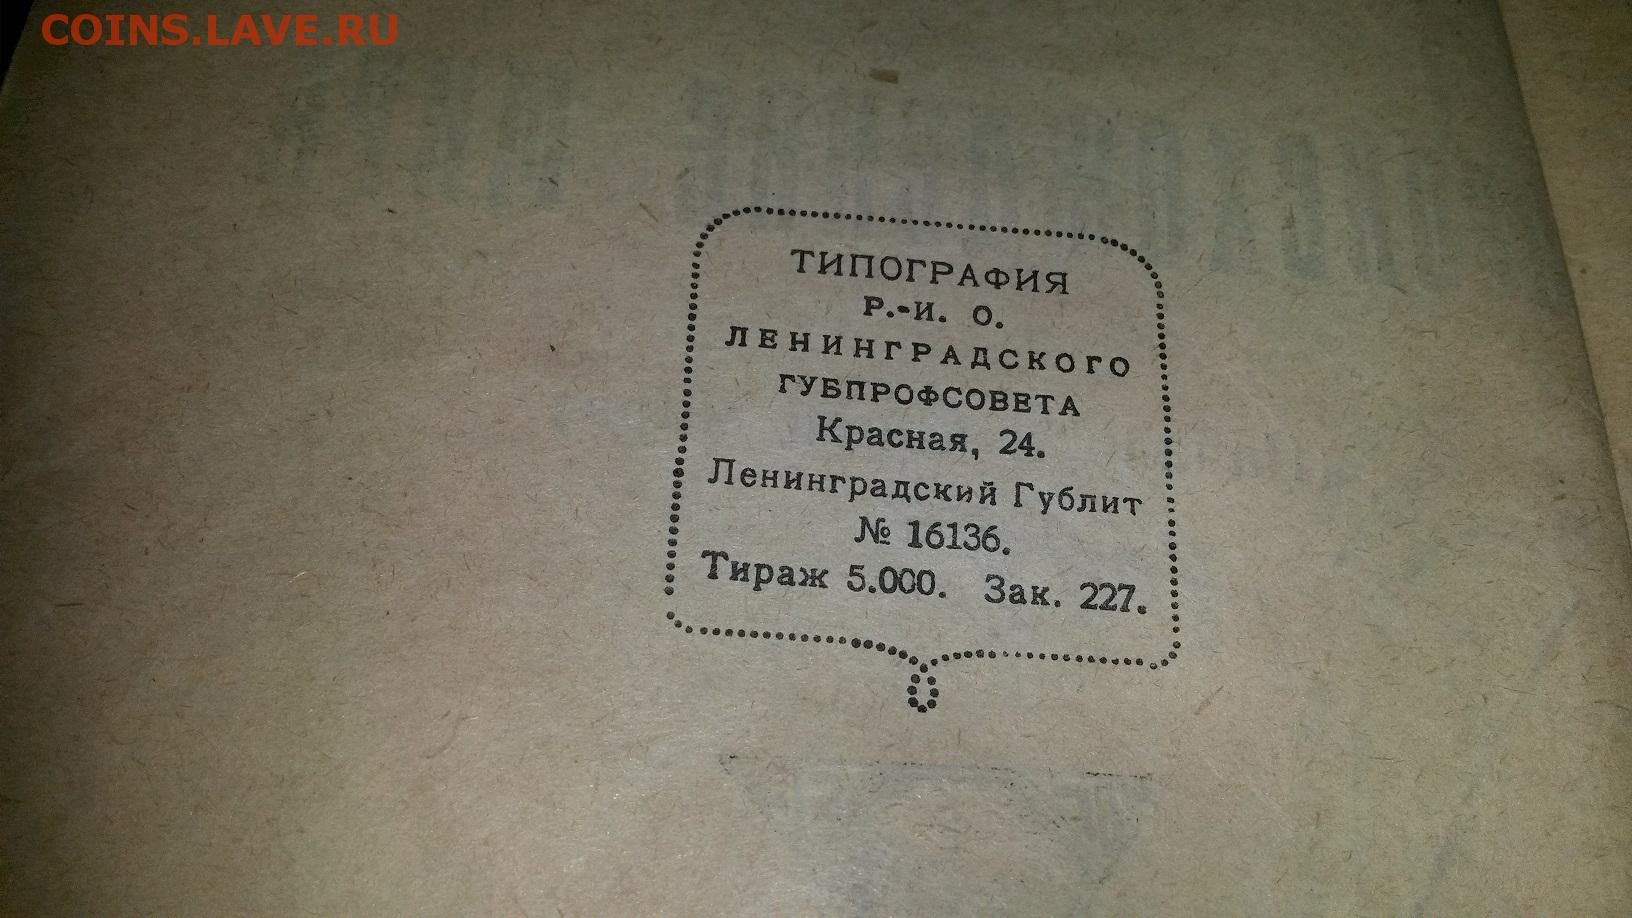 COINS.LAVE.RU
ТИПОГРАФИЯ
Р.-И. О.
ЛЕНИНГРАДСКОГО
ГУБПРОФСОВЕТА
Красная, 24.
Ленинградский Гублит
№ 16136.
Тираж 5.000. Зак. 227.